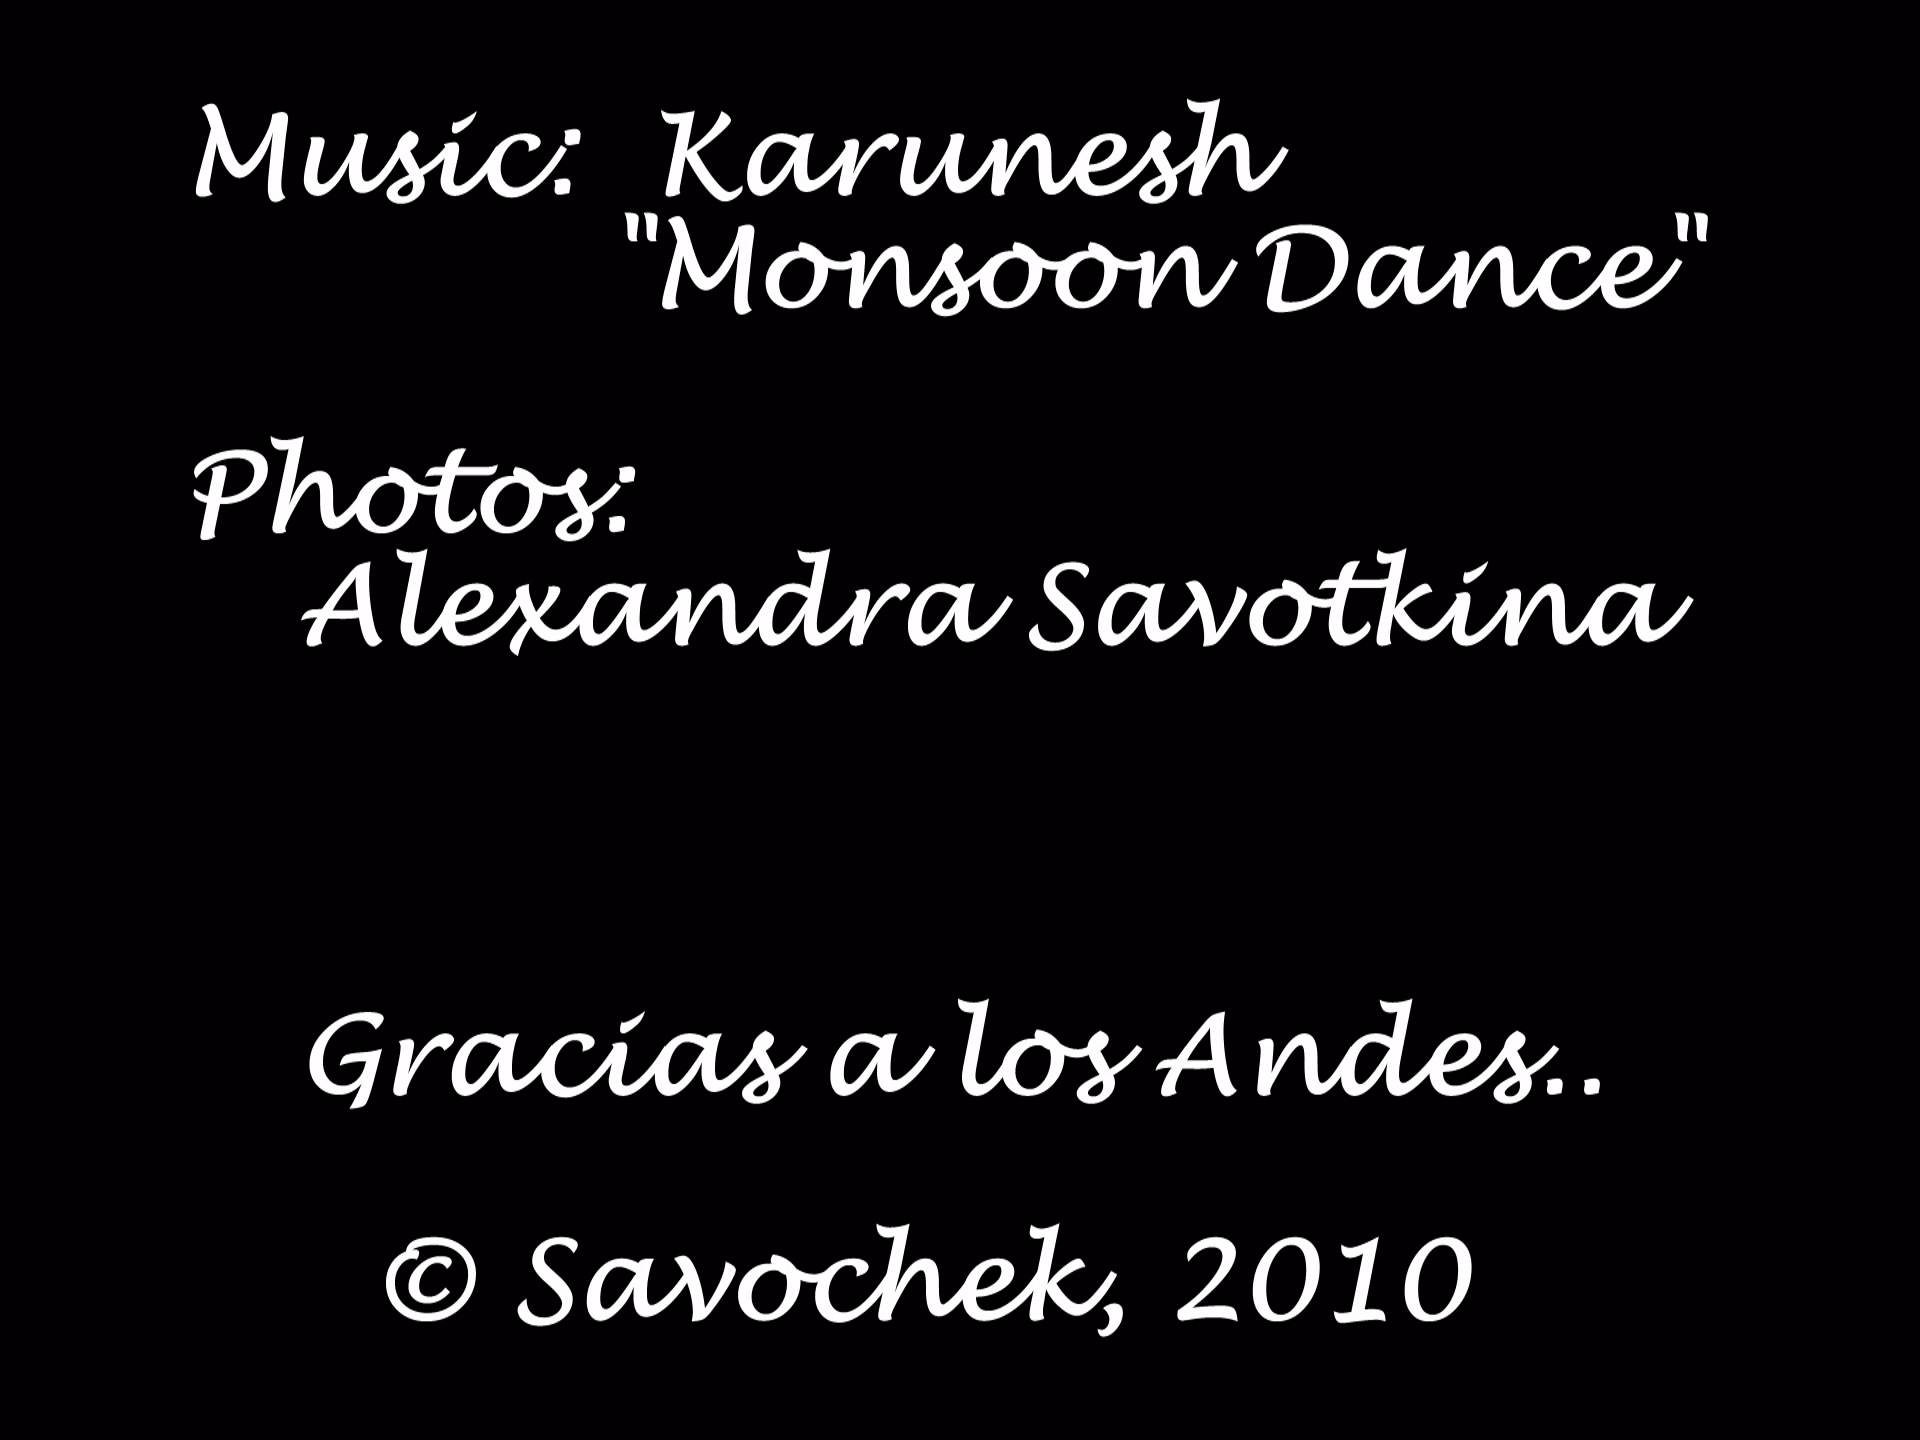 Music: Karunesh
"Monsoon Dance"
Photos:
Alexandra Savotkina
Gracias a los Andes..
© Savochek, 2010